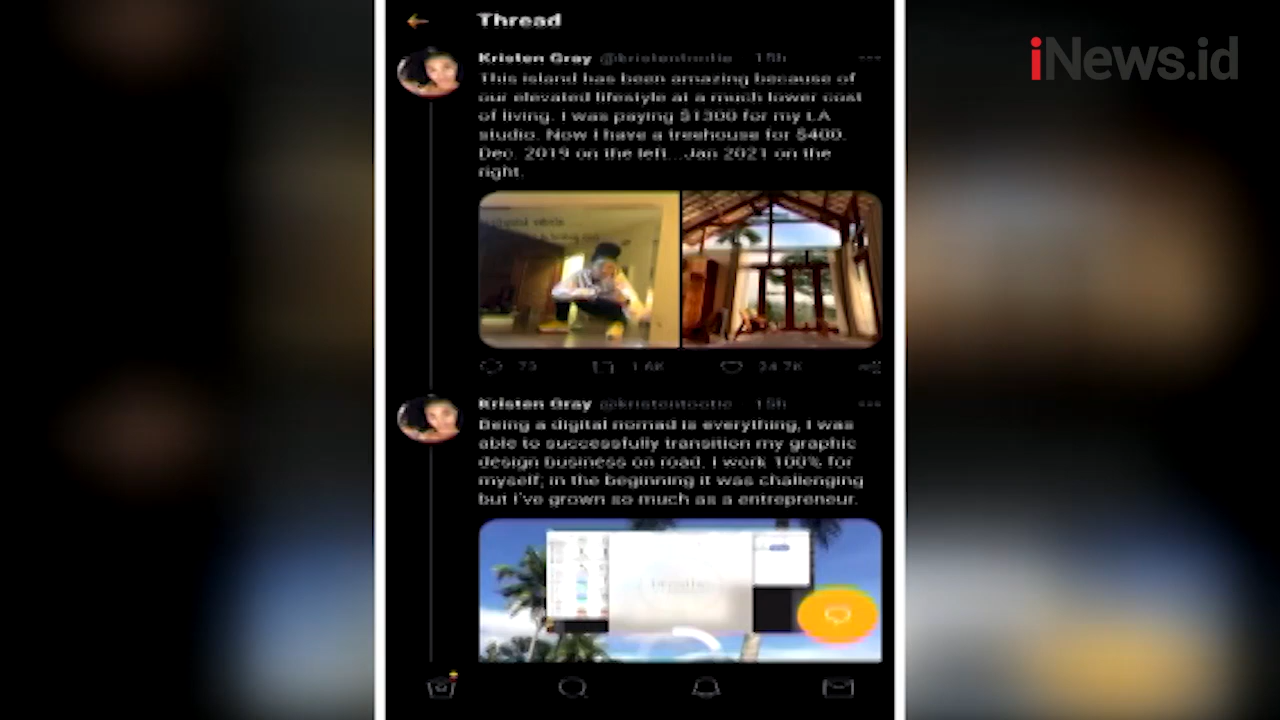 Thread
iNews.id
Kristen Gray @kristentootie 15h
This island has been amazing because of
our elevated lifestyle at a much lower cost
of living. I was paying $1300 for my LA
studio. Now I have a treehouse for $400.
Dec. 2019 on the left...Jan 2021 on the
right.
73 1.6K 24.7K
Kristen Gray @kristentootie 15h
Being a digital nomad is everything, I was
able to successfully transition my graphic
design business on road. I work 100% for
myself; in the beginning it was challenging
but I've grown so much as a entrepreneur.
breathe